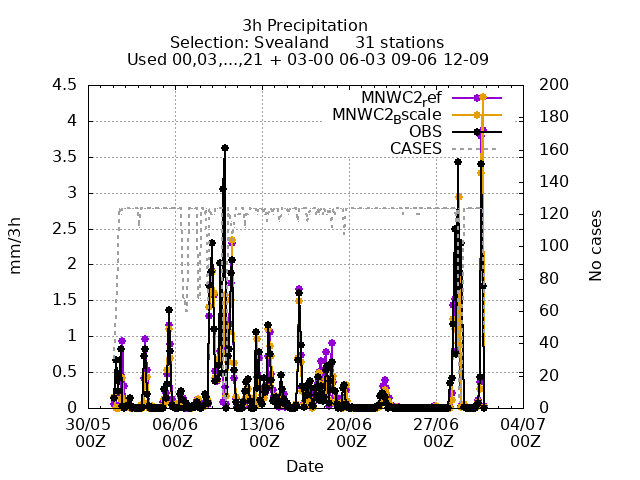 3h Precipitation
Selection: Svealand 31 stations
Used 00,03,...,21 + 03-00 06-03 09-06 12-09
4.5 200
4 180
3.5 160
3 140
2.5 120
2 100
1.5 80
1 60
0.5 40
0 20
0
MNWC2ref
MNWC2Bscale
OBS
CASES
mm/3h
No cases
30/05 06/06 13/06 20/06 27/06 04/07
00Z 00Z 00Z 00Z 00Z 00Z
Date